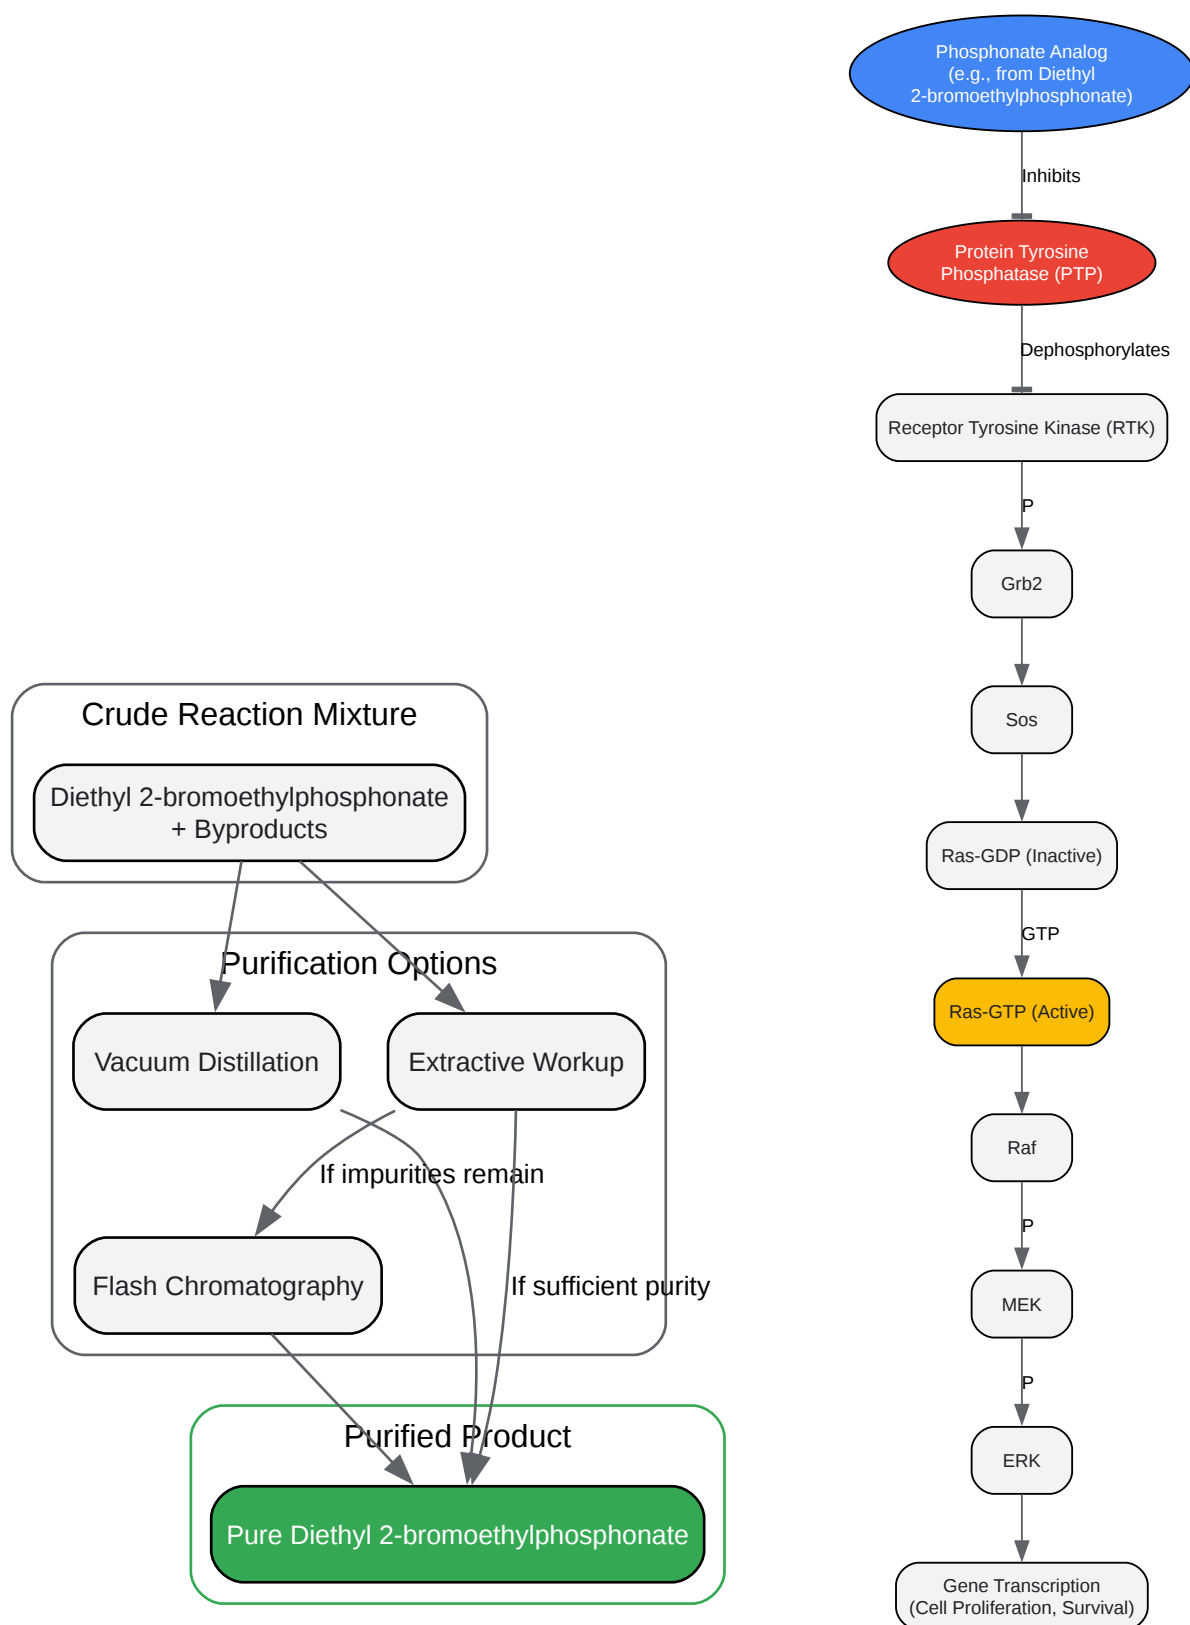 Crude Reaction Mixture
Diethyl 2-bromoethylphosphonate
+ Byproducts
Purification Options
Vacuum Distillation
Extractive Workup
If impurities remain
Flash Chromatography
If sufficient purity
Purified Product
Pure Diethyl 2-bromoethylphosphonate
Phosphonate Analog
(e.g., from Diethyl
2-bromoethylphosphonate)
Inhibits
Protein Tyrosine
Phosphatase (PTP)
Dephosphorylates
Receptor Tyrosine Kinase (RTK)
P
Grb2
Sos
Ras-GDP (Inactive)
GTP
Ras-GTP (Active)
Raf
P
MEK
P
ERK
Gene Transcription
(Cell Proliferation, Survival)